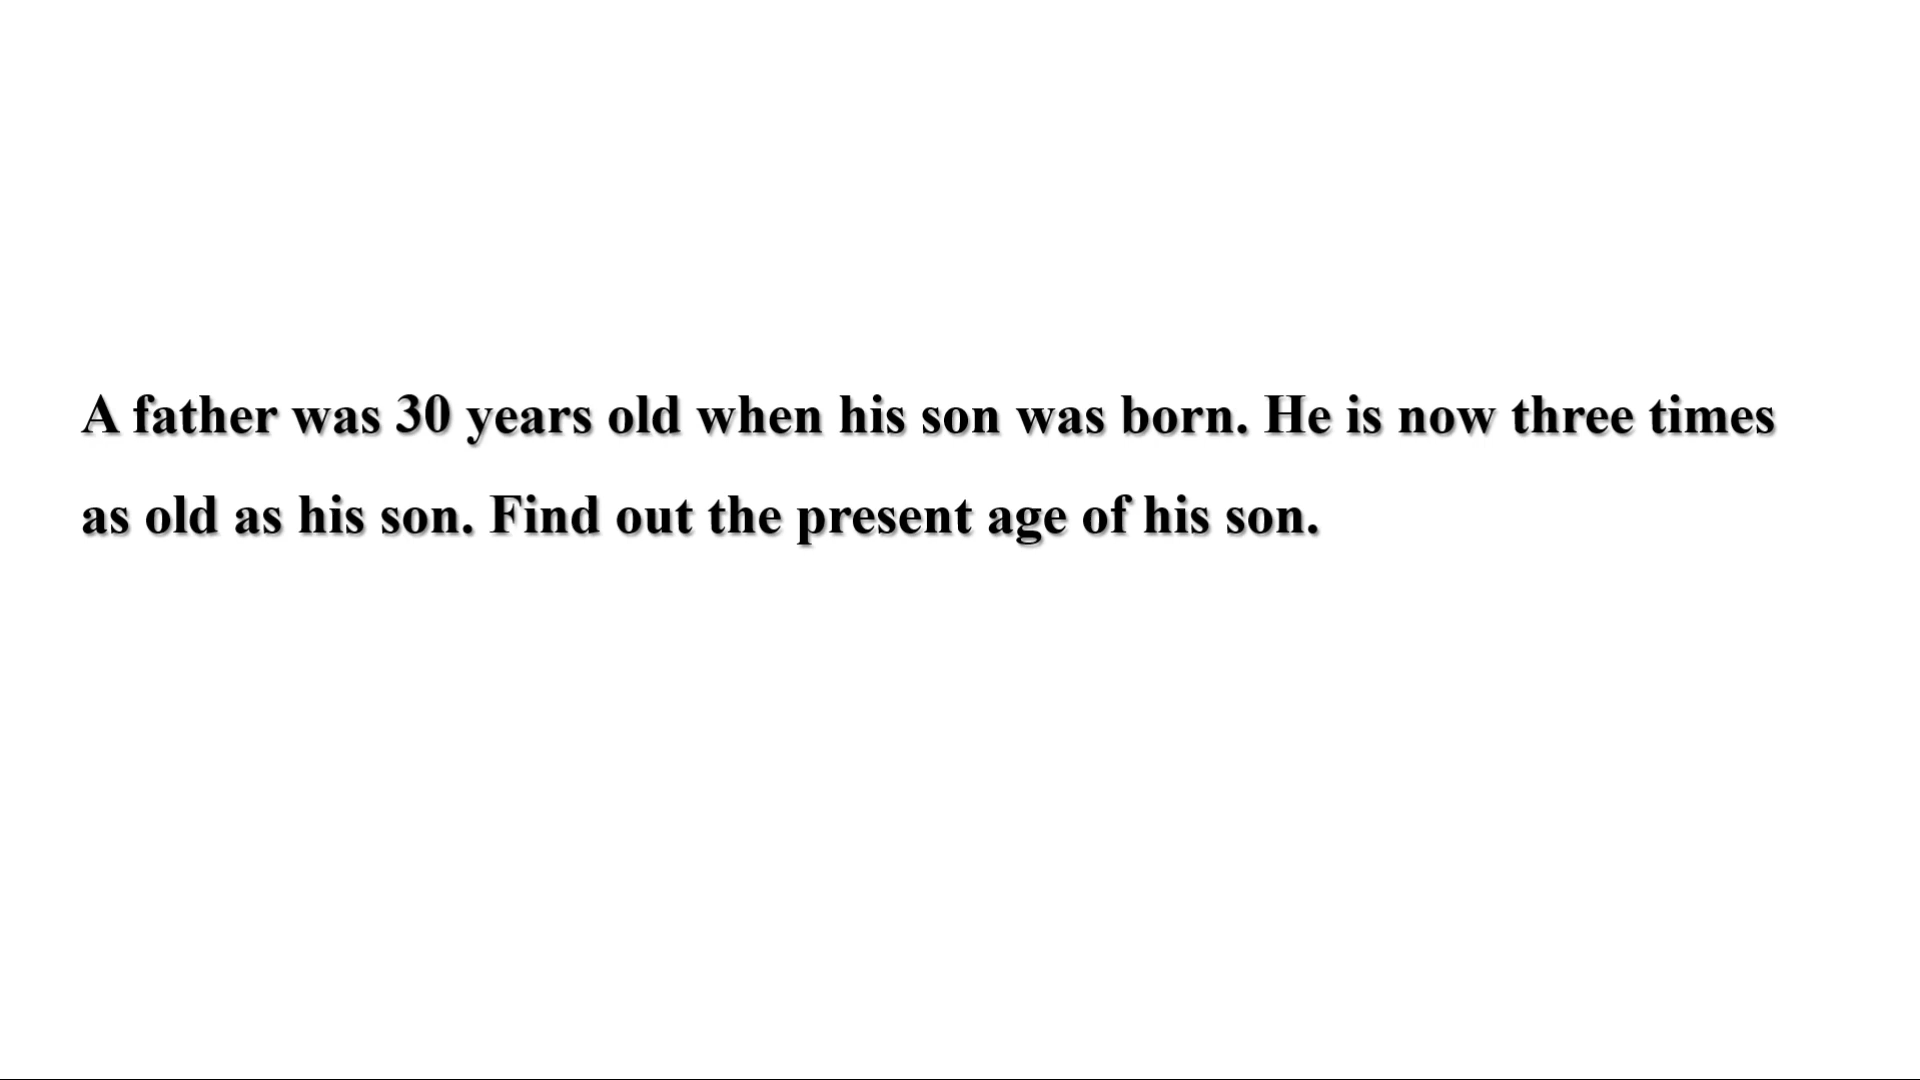 A father was 30 years old when his son was born. He is now three times
as old as his son. Find out the present age of his son.